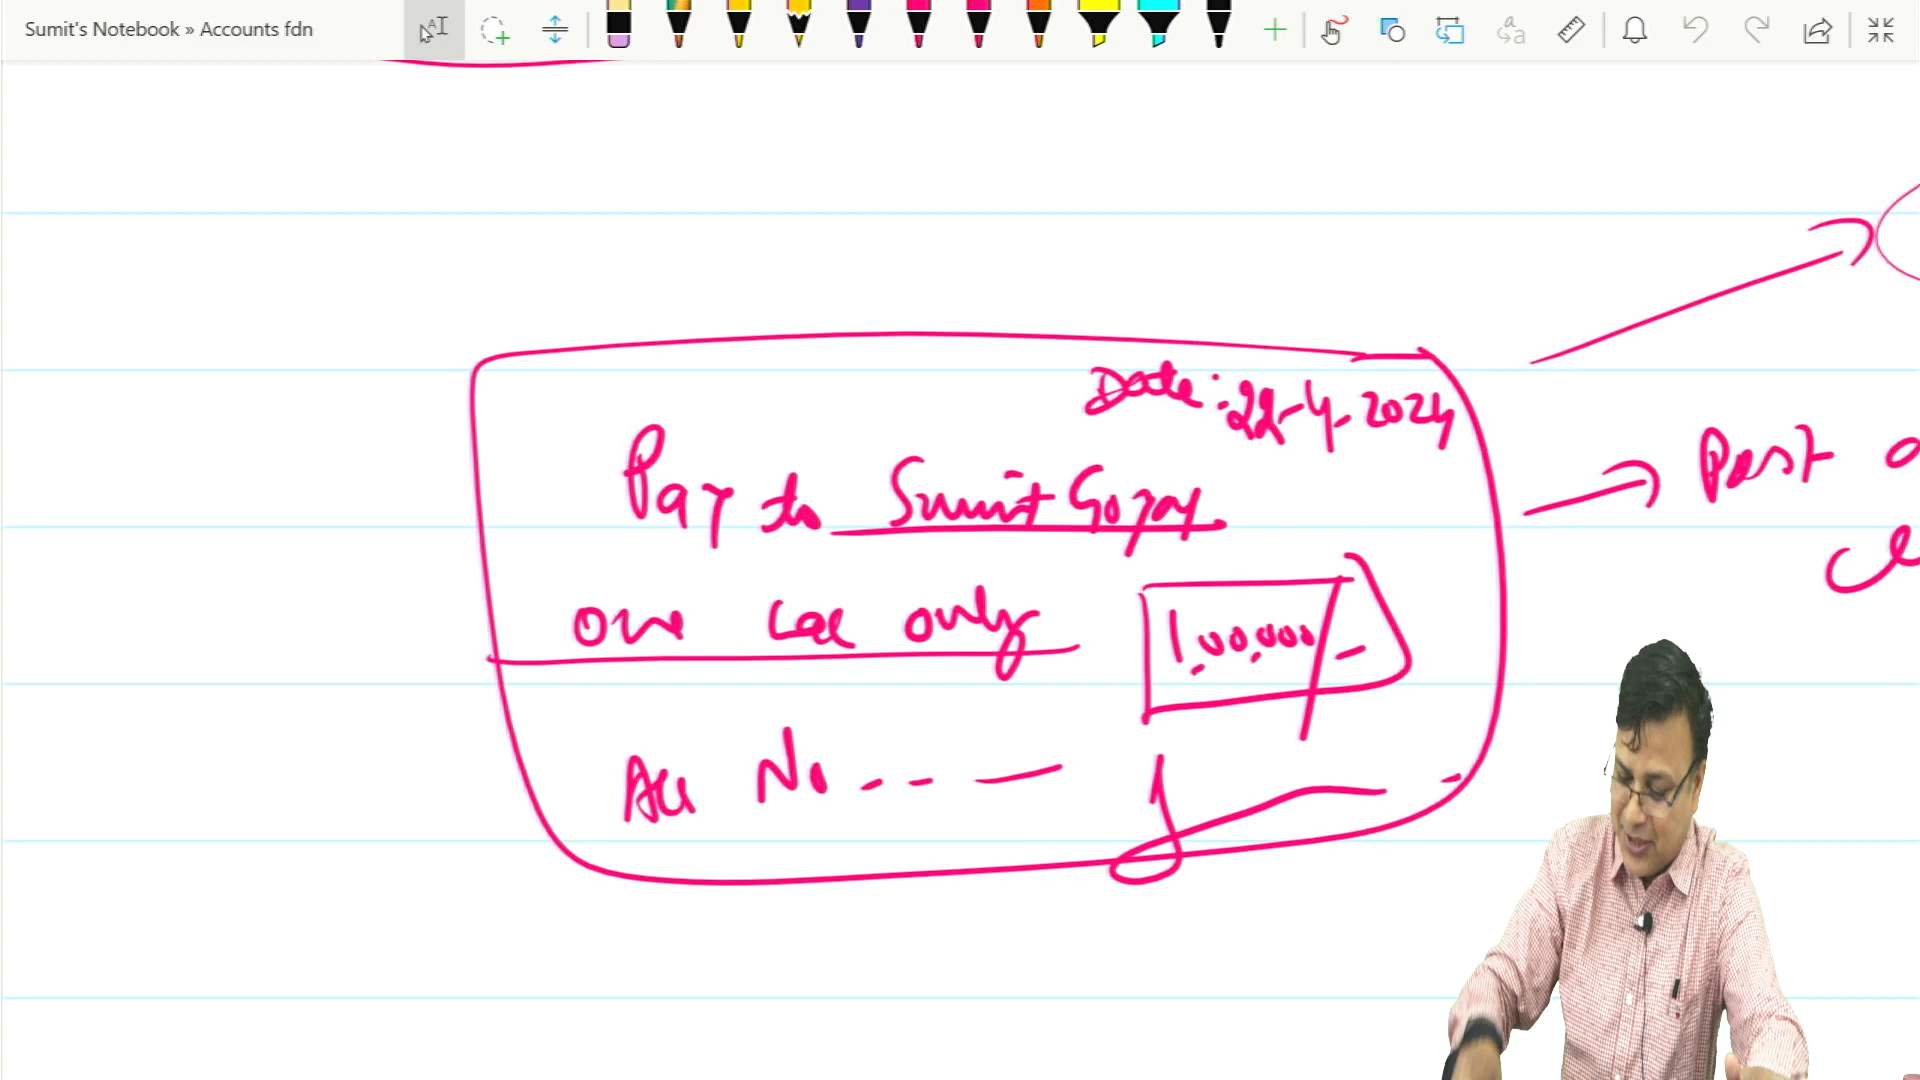 Sumit's Notebook » Accounts fdn
Date: 22-4-2024
Pay to Sumit
one Lac only
1,00,000/-
Acc No. - - —
Post